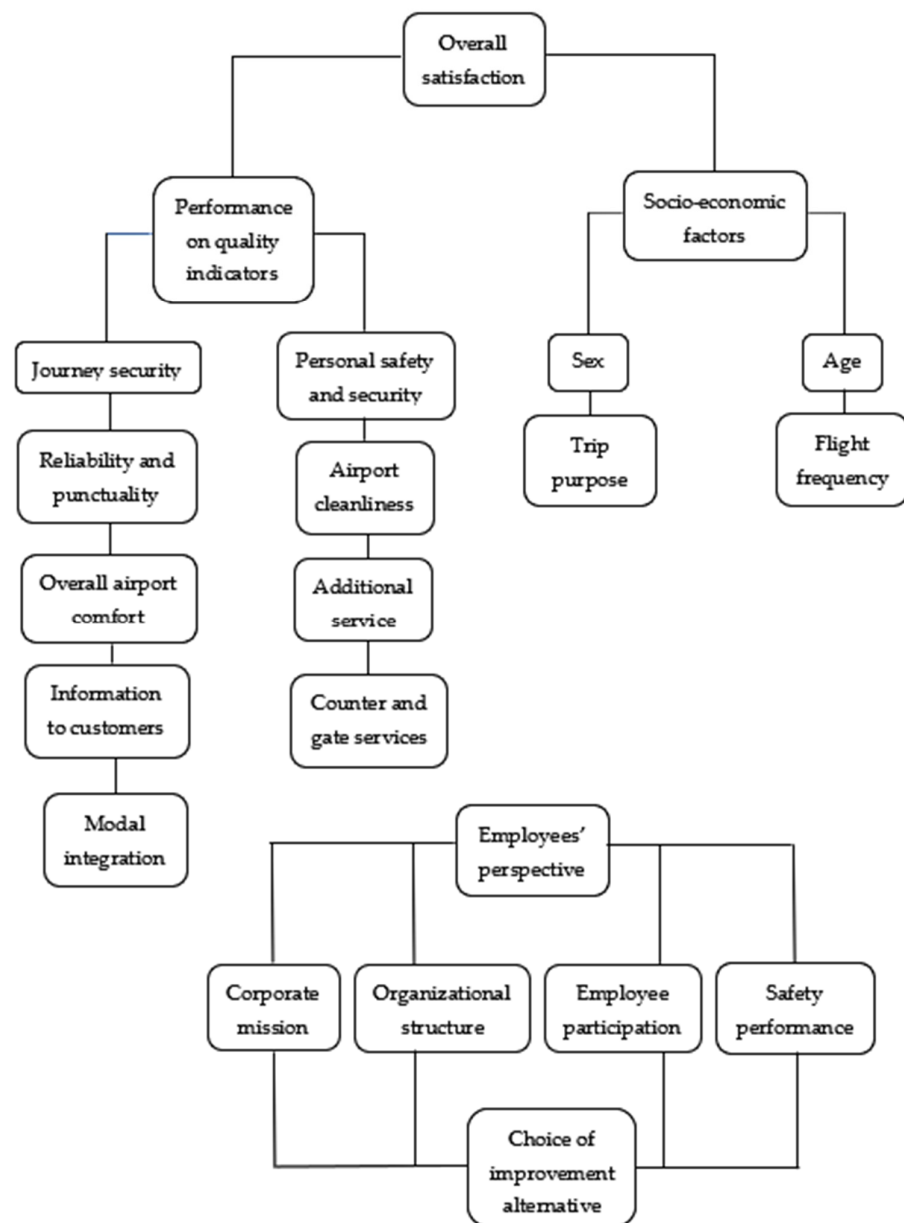 Overall
satisfaction
Performance
on quality
indicators
Socio-economic
factors
Journey security
Personal safety
and security
Sex
Age
Reliability and
punctuality
Airport
cleanliness
Trip
purpose
Flight
frequency
Overall airport
comfort
Additional
service
Information
to customers
Counter and
gate services
Modal
integration
Employees’
perspective
Corporate
mission
Organizational
structure
Employee
participation
Safety
performance
Choice of
improvement
alternative